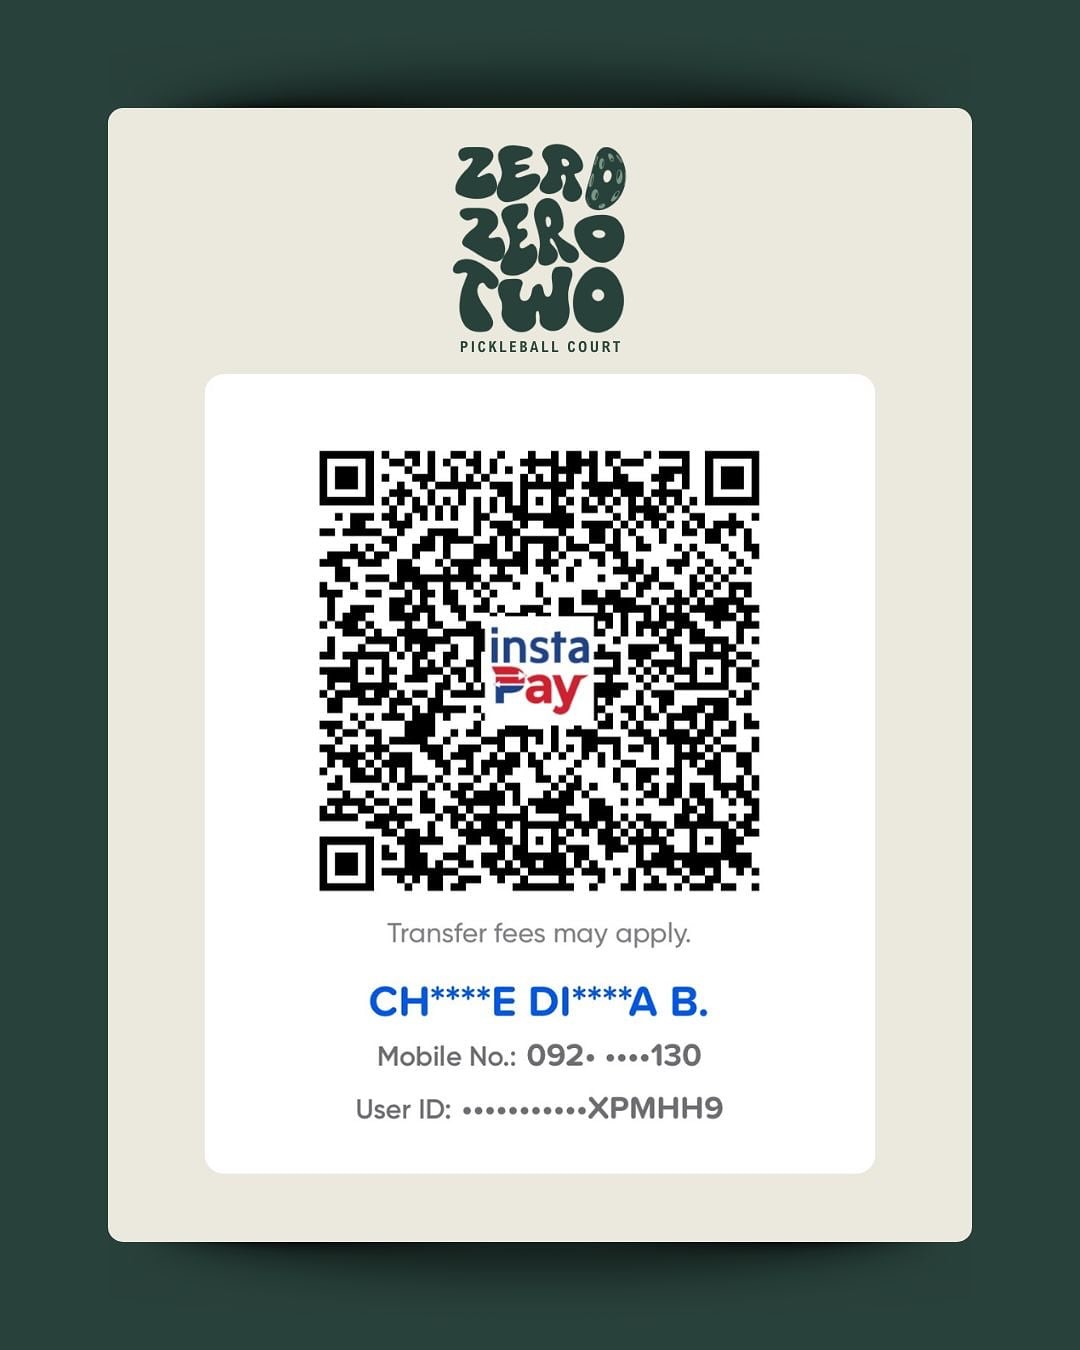 ZERO
ZERO
TWO
PICKLEBALL COURT
insta
Pay
Transfer fees may apply.
CH****E DI****A B.
Mobile No.: 092• ••••130
User ID: •••••••••••XPMHH9